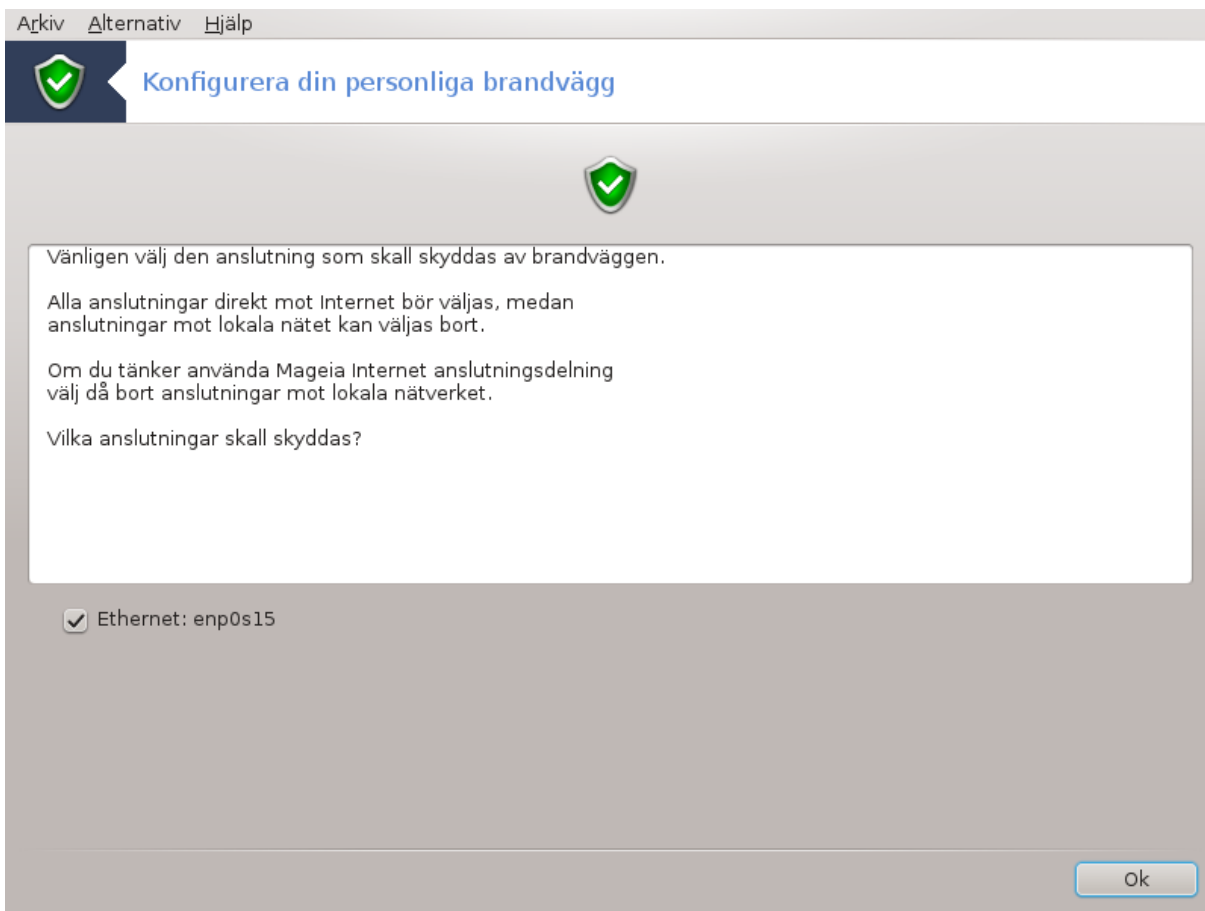 Arkiv Alternativ Hjälp
Konfigurera din personliga brandvägg
Vänligen välj den anslutning som skall skyddas av brandväggen.
Alla anslutningar direkt mot Internet bör väljas, medan
anslutningar mot lokala nätet kan väljas bort.
Om du tänker använda Mageia Internet anslutningsdelning
välj då bort anslutningar mot lokala nätverket.
Vilka anslutningar skall skyddas?
Ethernet: enp0s15
Ok